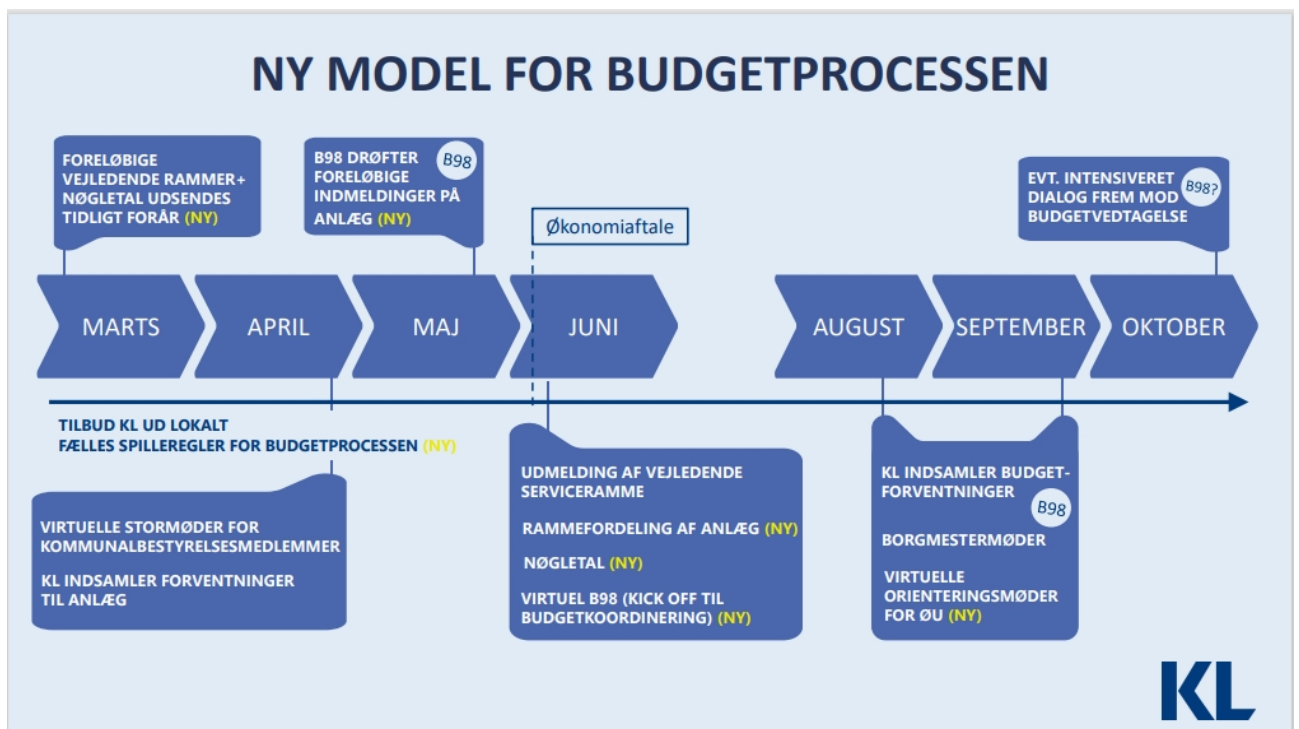 NY MODEL FOR BUDGETPROCESSEN
FORELØBIGE
VEJLEDENDE RAMMER+
NØGLETAL UDSENDES
TIDLIGT FORÅR (NY)
B98 DRØFTER
FORELØBIGE
INDMELDINGER PÅ
ANLÆG (NY)
B98
Økonomiaftale
EVT. INTENSIVERET
DIALOG FREM MOD
BUDGETVEDTAGELSE
B98?
MARTS
APRIL
MAJ
JUNI
AUGUST
SEPTEMBER
OKTOBER
TILBUD KL UD LOKALT
FÆLLES SPILLEREGLER FOR BUDGETPROCESSEN (NY)
VIRTUELLE STORMØDER FOR
KOMMUNALBESTYRELSESMEDLEMMER
KL INDSAMLER FORVENTNINGER
TIL ANLÆG
UDMELDING AF VEJLEDENDE
SERVICERAMME
RAMMEFORDELING AF ANLÆG (NY)
NØGLETAL (NY)
VIRTUEL B98 (KICK OFF TIL
BUDGETKOORDINERING) (NY)
KL INDSAMLER BUDGET-
FORVENTNINGER
B98
BORGMESTERMØDER
VIRTUELLE
ORIENTERINGSMØDER
FOR ØU (NY)
KL